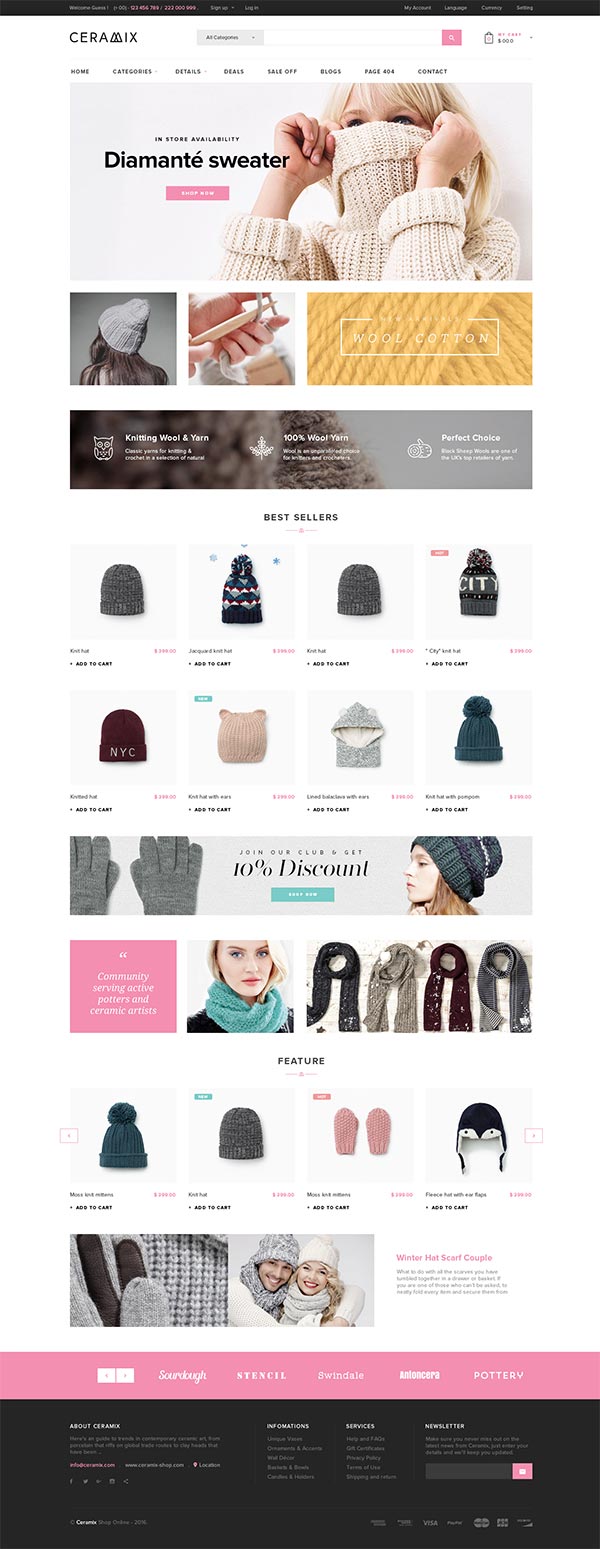 Welcome Guess ! (+ 00) - 123 456 789 / 222 000 999 . Sign up Log in My Account Language Currency Setting
CERAMIX
All Categories
MY CART
$ 0.00
HOME CATEGORIES DETAILS DEALS SALE OFF BLOGS PAGE 404 CONTACT
IN STORE AVAILABILITY
Diamanté sweater
SHOP NOW
NEW ARRIVALS
WOOL COTTON
Knitting Wool & Yarn
Classic yarns for knitting &
crochet in a selection of natural
100% Wool Yarn
Wool is an unparalleled choice
for knitters and crocheters.
Perfect Choice
Black Sheep Wools are one of
the UK's top retailers of yarn.
BEST SELLERS
HOT
CITY
Knit hat $ 399.00
+ ADD TO CART
Jacquard knit hat $ 399.00
+ ADD TO CART
Knit hat $ 399.00
+ ADD TO CART
" City" knit hat $ 399.00
+ ADD TO CART
NEW
NYC
Knitted hat $ 399.00
+ ADD TO CART
Knit hat with ears $ 399.00
+ ADD TO CART
Lined balaclava with ears $ 399.00
+ ADD TO CART
Knit hat with pompom $ 399.00
+ ADD TO CART
JOIN OUR CLUB & GET
10% Discount
SHOP NOW
“
Community
serving active
potters and
ceramic artists
FEATURE
NEW
HOT
Moss knit mittens $ 399.00
+ ADD TO CART
Knit hat $ 399.00
+ ADD TO CART
Moss knit mittens $ 399.00
+ ADD TO CART
Fleece hat with ear flaps $ 399.00
+ ADD TO CART
Winter Hat Scarf Couple
What to do with all the scarves you have
tumbled together in a drawer or basket. If
you are one of those who can't be asked, to
neatly fold every item and secure them from
Sourdough STENCIL Swindale Antoncera POTTERY
ABOUT CERAMIX
Here's an guide to trends in contemporary ceramic art, from
porcelain that riffs on global trade routes to clay heads that
have been ...
info@ceramix.com www.ceramix-shop.com Location
INFOMATIONS
Unique Vases
Ornaments & Accents
Wall Décor
Baskets & Bowls
Candles & Holders
SERVICES
Help and FAQs
Gift Certificates
Privacy Policy
Terms of Use
Shipping and return
NEWSLETTER
Make sure you never miss out on the
latest news from Ceramix, just enter your
details and we'll keep you updated.
© Ceramix Shop Online - 2016.
VISA PayPal